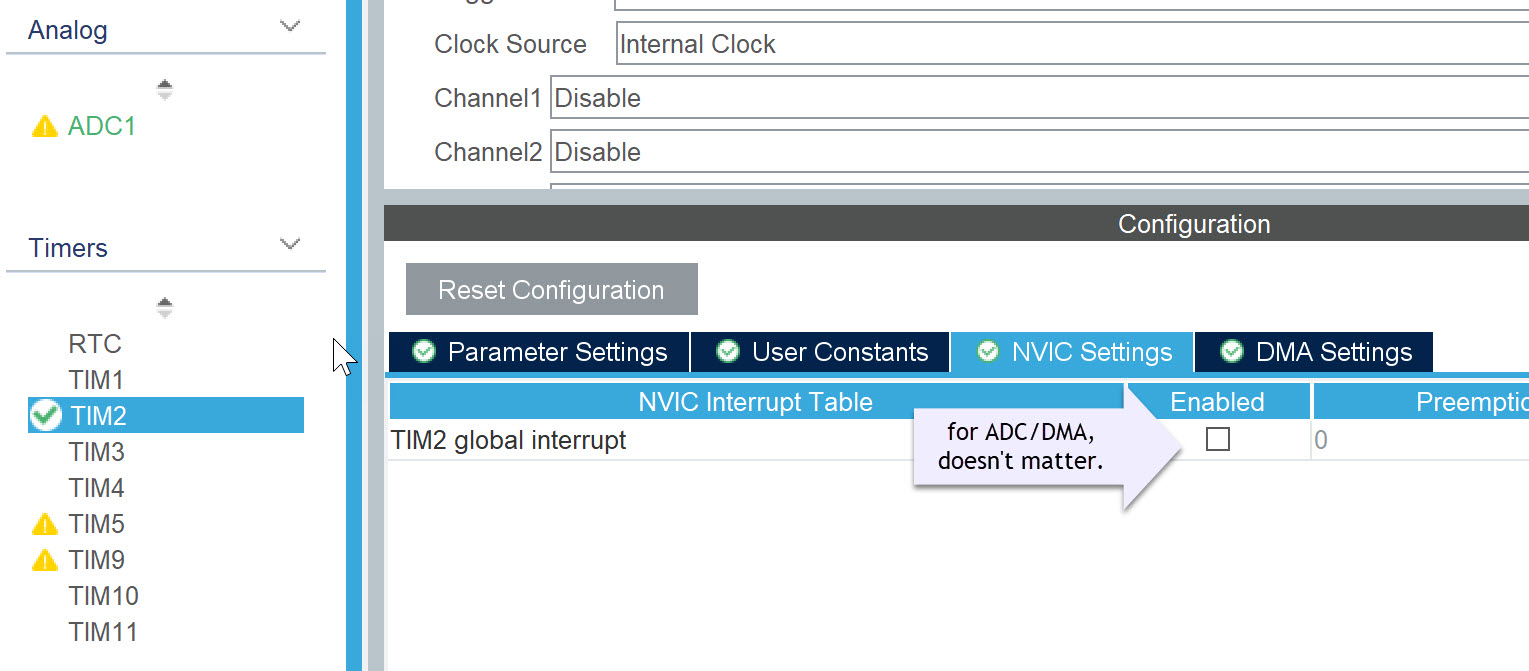 Analog
ADC1
Timers
RTC
TIM1
TIM2
TIM3
TIM4
TIM5
TIM9
TIM10
TIM11
Clock Source Internal Clock
Channel1 Disable
Channel2 Disable
Configuration
Reset Configuration
Parameter Settings User Constants NVIC Settings DMA Settings
NVIC Interrupt Table Enabled
TIM2 global interrupt 0
for ADC/DMA,
doesn't matter.